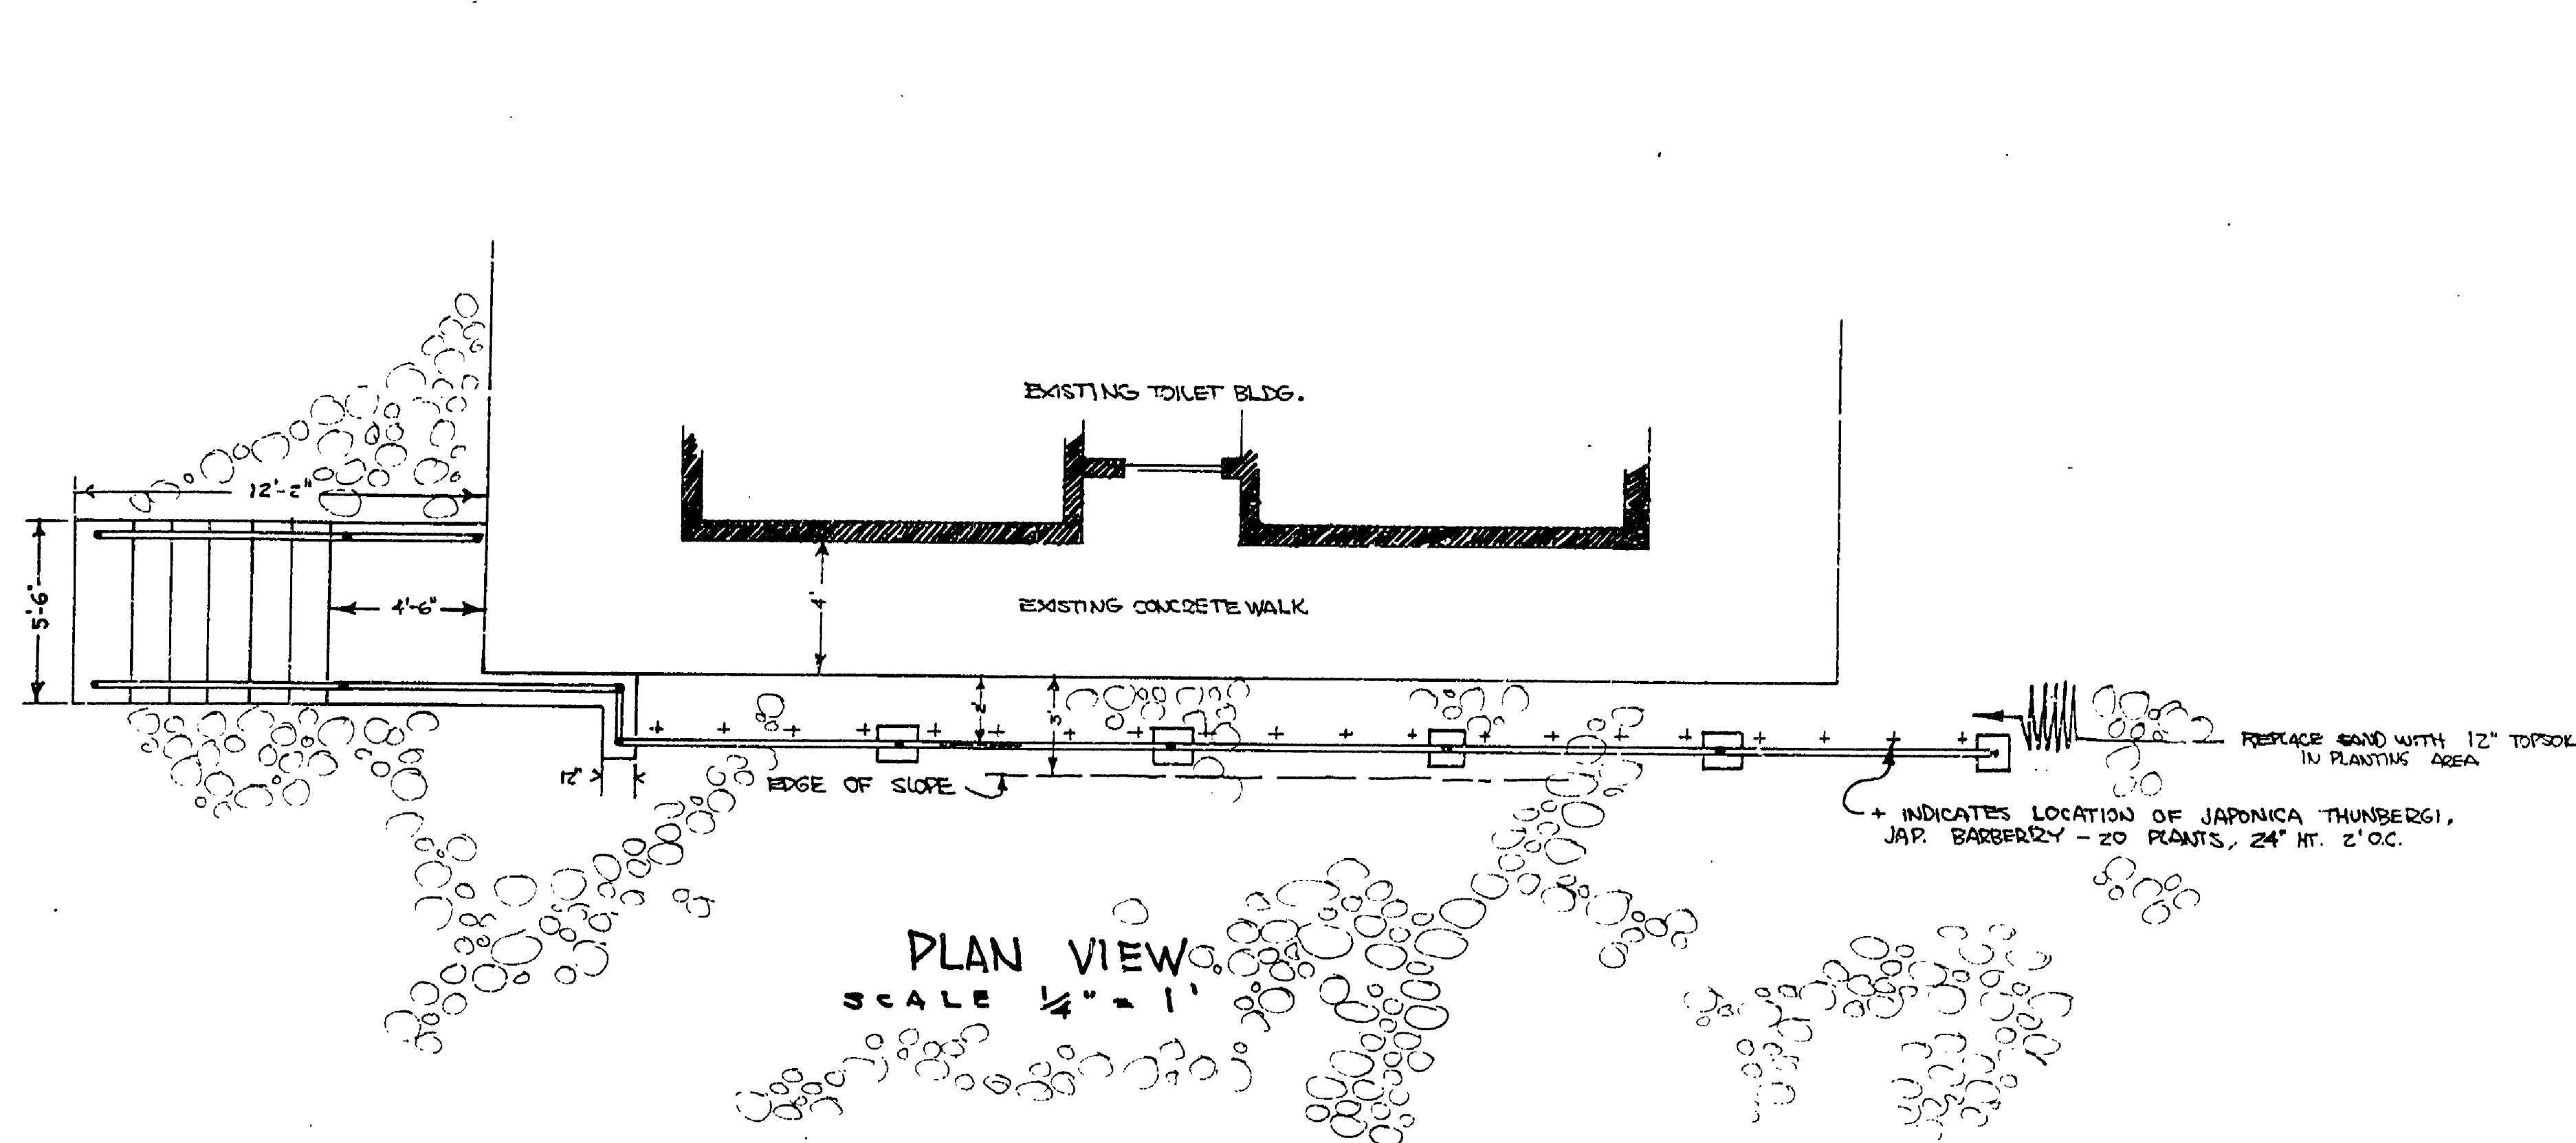 EXISTING TOILET BLDG.
12'-2"
5'-6"
4'-6"
4'
EXISTING CONCRETE WALK
2'
3'
12"
EDGE OF SLOPE
REPLACE SAND WITH 12" TOPSOIL
IN PLANTING AREA
+ INDICATES LOCATION OF JAPONICA THUNBERGI,
JAP. BARBERRY - 20 PLANTS, 24" HT. 2' O.C.
PLAN VIEW
SCALE 1/4" = 1'